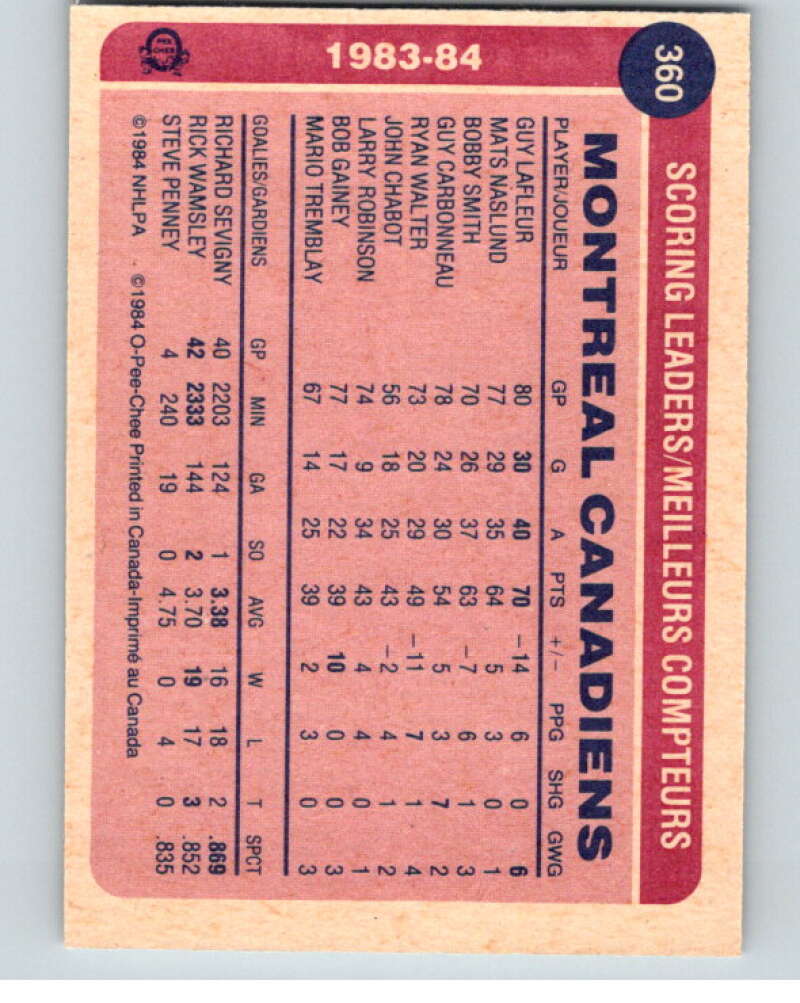 360
SCORING LEADERS/MEILLEURS COMPTEURS
1983-84
MONTREAL CANADIENS
PLAYER/JOUEUR GP G A PTS +/– PPG SHG GWG
GUY LAFLEUR 80 30 40 70 –14 6 0 6
MATS NASLUND 77 29 35 64 5 3 0 1
BOBBY SMITH 70 26 37 63 –7 6 1 3
GUY CARBONNEAU 78 24 30 54 5 3 7 2
RYAN WALTER 73 20 29 49 –11 7 1 4
JOHN CHABOT 56 18 25 43 –2 4 1 2
LARRY ROBINSON 74 9 34 43 4 4 0 1
BOB GAINEY 77 17 22 39 10 0 0 3
MARIO TREMBLAY 67 14 25 39 2 3 0 3
GOALIES/GARDIENS GP MIN GA SO AVG W L T SPCT
RICHARD SEVIGNY 40 2203 124 1 3.38 16 18 2 .869
RICK WAMSLEY 42 2333 144 2 3.70 19 17 3 .852
STEVE PENNEY 4 240 19 0 4.75 0 4 0 .835
©1984 NHLPA ©1984 O-Pee-Chee Printed in Canada-Imprimé au Canada